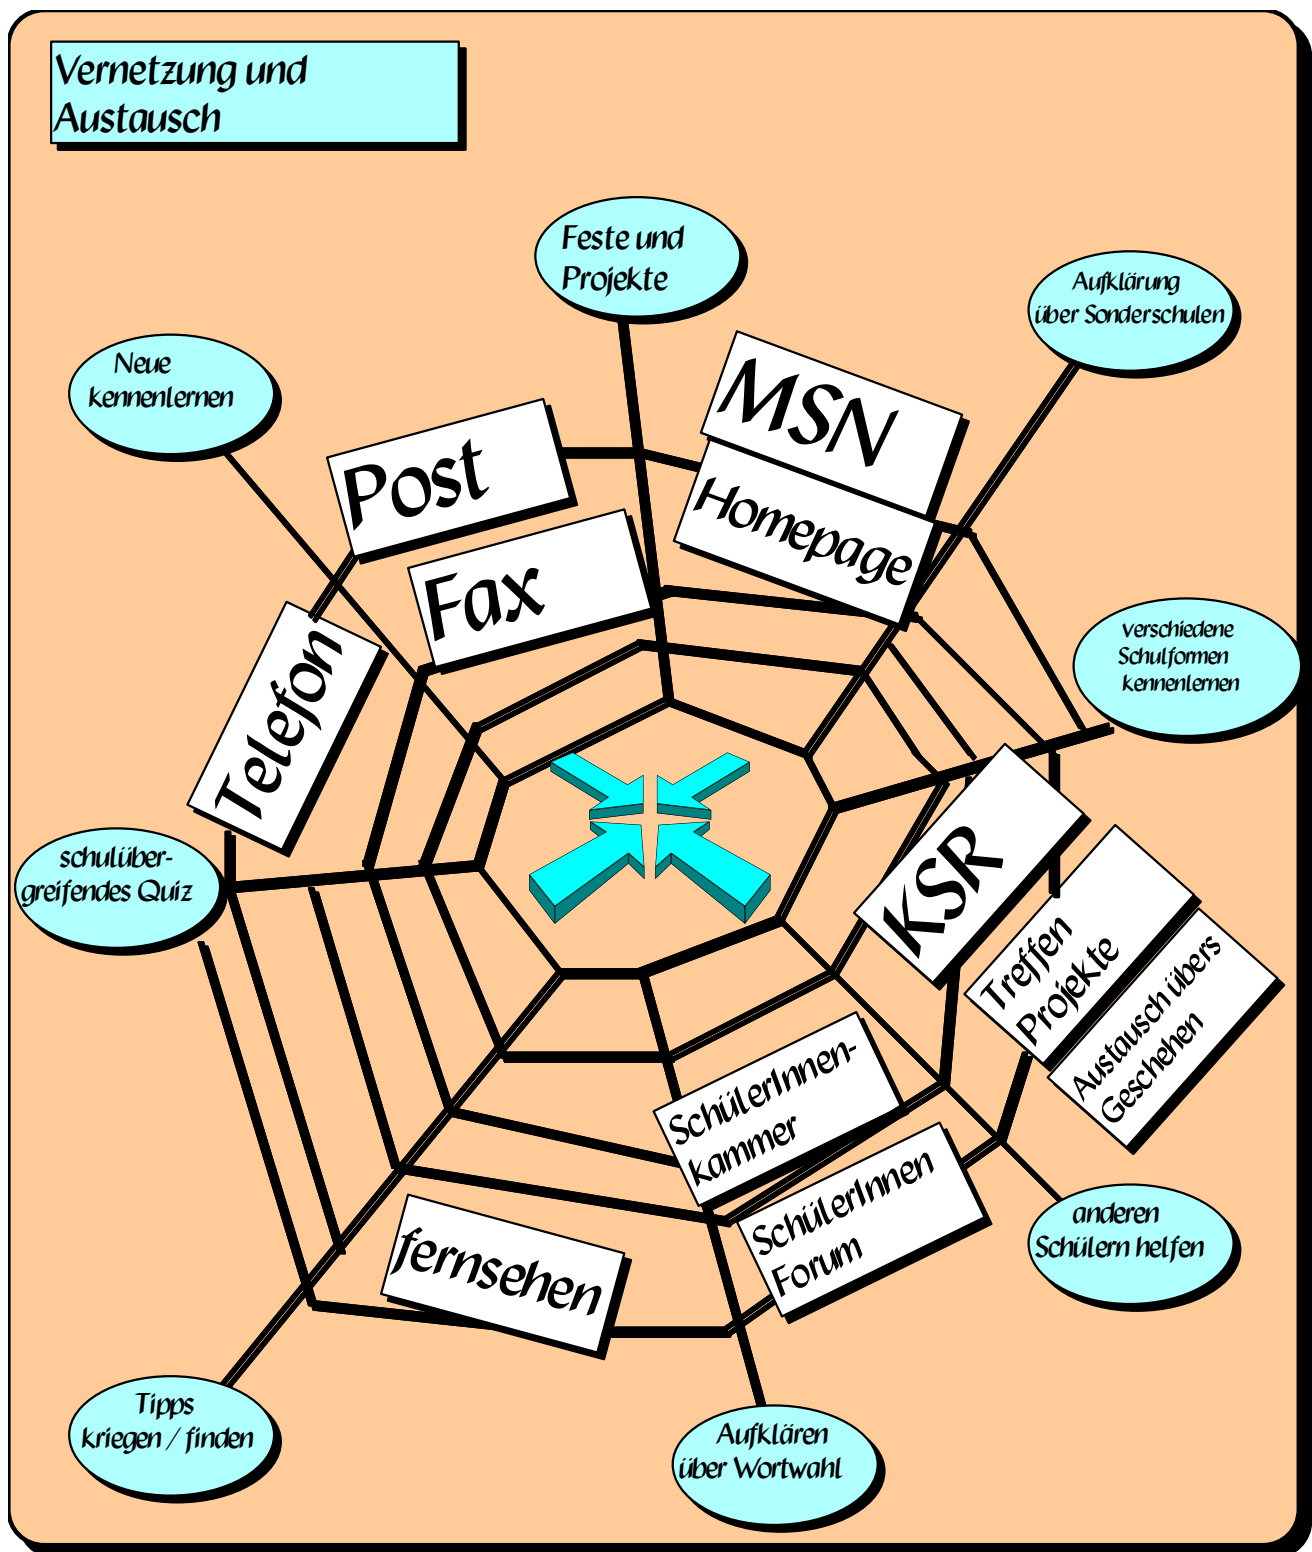 Vernetzung und
Austausch
Feste und
Projekte
Aufklärung
über Sonderschulen
Neue
kennenlernen
MSN
Homepage
Post
Fax
Telefon
verschiedene
Schulformen
kennenlernen
schulüber-
greifendes Quiz
KSR
Treffen
Projekte
Austausch übers
Geschehen
SchülerInnen-
kammer
SchülerInnen
Forum
fernsehen
anderen
Schülern helfen
Tipps
kriegen / finden
Aufklären
über Wortwahl